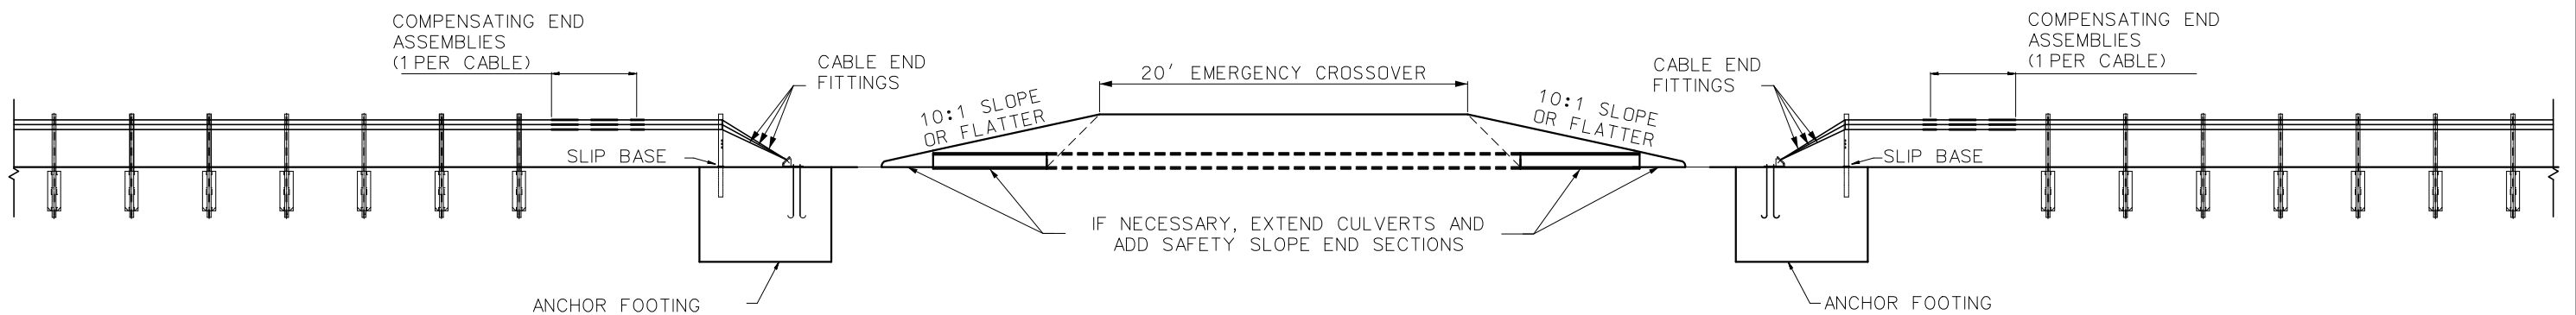 COMPENSATING END
ASSEMBLIES
(1 PER CABLE)
CABLE END
FITTINGS
SLIP BASE
ANCHOR FOOTING
10:1 SLOPE
OR FLATTER
20' EMERGENCY CROSSOVER
10:1 SLOPE
OR FLATTER
IF NECESSARY, EXTEND CULVERTS AND
ADD SAFETY SLOPE END SECTIONS
CABLE END
FITTINGS
COMPENSATING END
ASSEMBLIES
(1 PER CABLE)
SLIP BASE
ANCHOR FOOTING